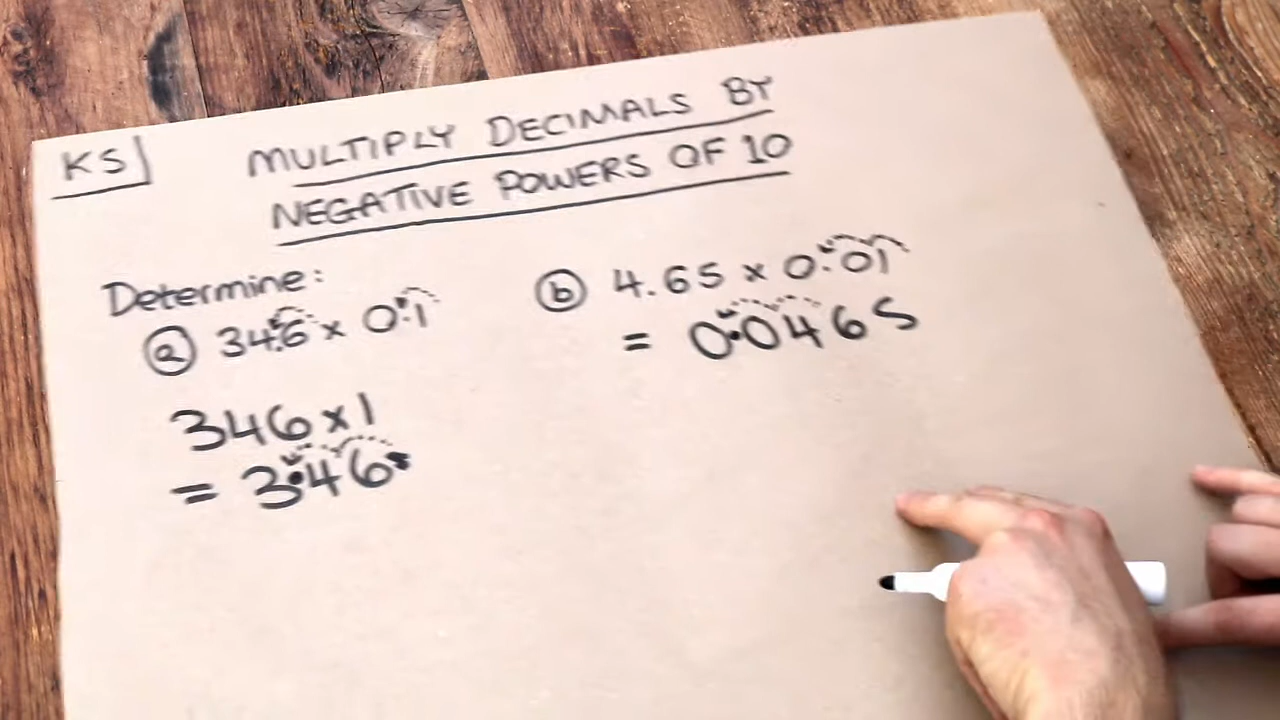 KS
MULTIPLY DECIMALS BY
NEGATIVE POWERS OF 10
Determine:
(a) 34.6 x 0.1
346 x 1
= 3.46.
(b) 4.65 x 0.01
= 0.0465